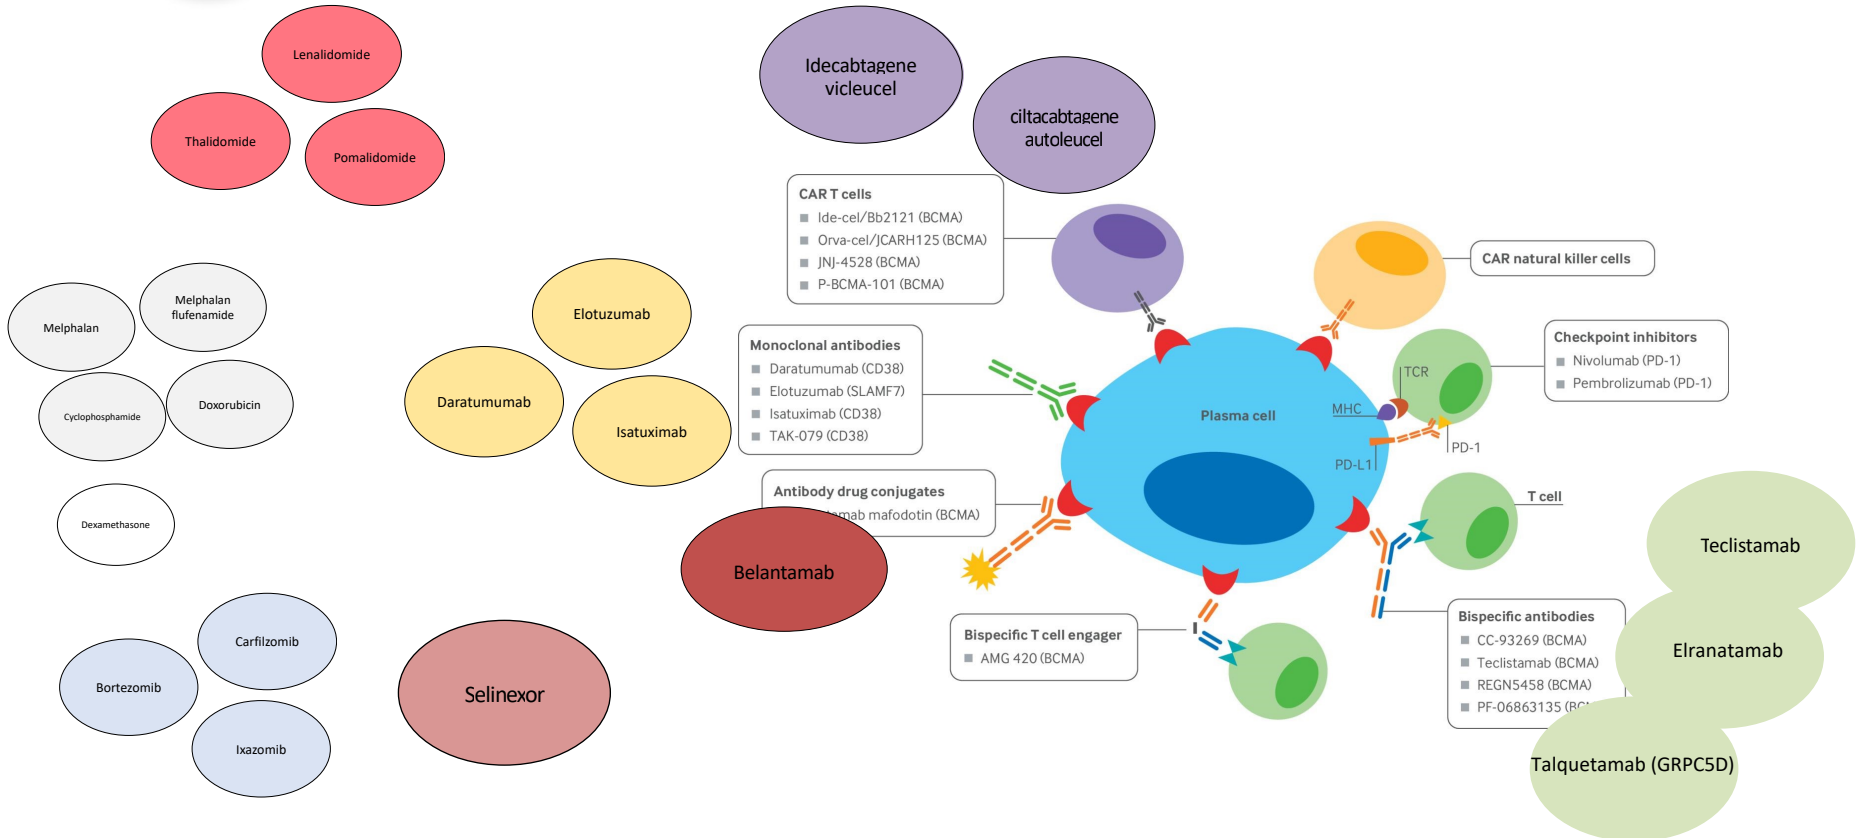 Lenalidomide
Thalidomide
Pomalidomide
Melphalan
Melphalan
flufenamide
Cyclophosphamide
Doxorubicin
Dexamethasone
Bortezomib
Carfilzomib
Ixazomib
Elotuzumab
Daratumumab
Isatuximab
Selinexor
Belantamab
Idecabtagene
vicleucel
ciltacabtagene
autoleucel
CAR T cells
Ide-cel/Bb2121 (BCMA)
Orva-cel/JCARH125 (BCMA)
JNJ-4528 (BCMA)
P-BCMA-101 (BCMA)
Monoclonal antibodies
Daratumumab (CD38)
Elotuzumab (SLAMF7)
Isatuximab (CD38)
TAK-079 (CD38)
Antibody drug conjugates
mafodotin (BCMA)
Bispecific T cell engager
AMG 420 (BCMA)
Plasma cell
CAR natural killer cells
Checkpoint inhibitors
Nivolumab (PD-1)
Pembrolizumab (PD-1)
TCR
MHC
PD-L1
PD-1
T cell
Bispecific antibodies
CC-93269 (BCMA)
Teclistamab (BCMA)
REGN5458 (BCMA)
PF-06863135
Teclistamab
Elranatamab
Talquetamab (GRPC5D)